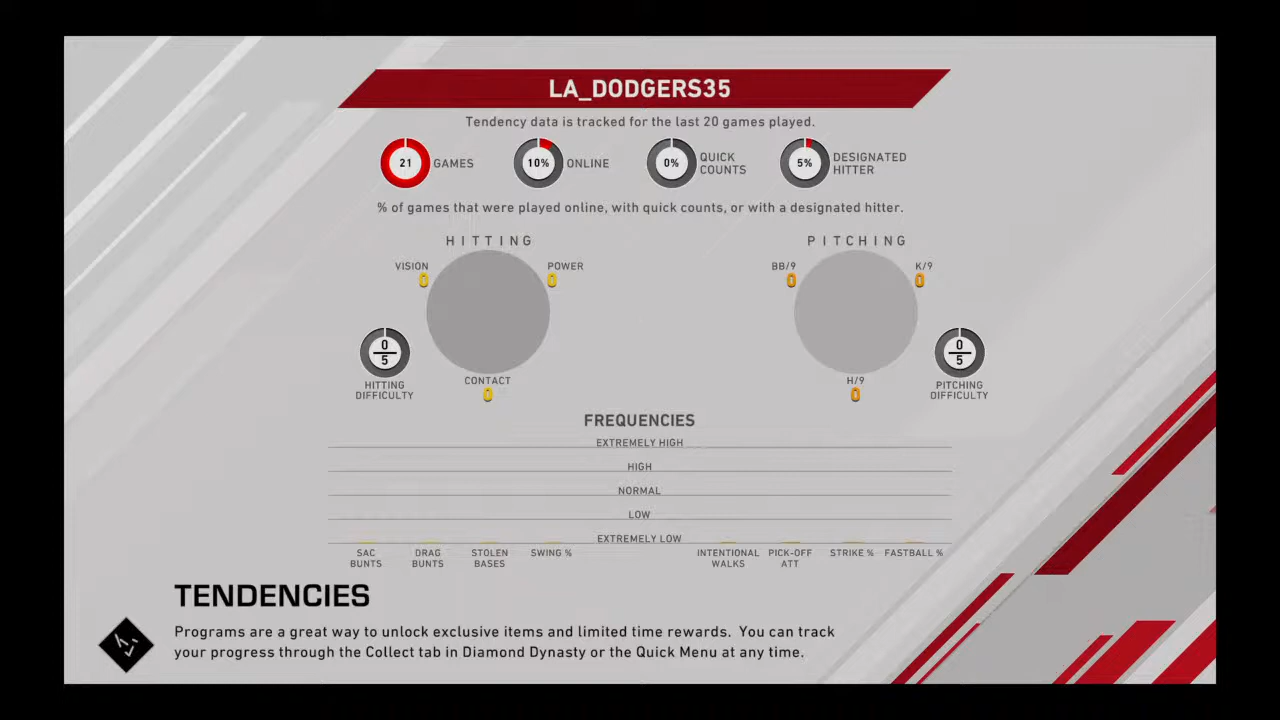 LA_DODGERS35
Tendency data is tracked for the last 20 games played.
21 GAMES
10% ONLINE
0% QUICK COUNTS
5% DESIGNATED HITTER
% of games that were played online, with quick counts, or with a designated hitter.
HITTING
VISION
0
POWER
0
0
5
HITTING
DIFFICULTY
CONTACT
0
PITCHING
BB/9
0
K/9
0
H/9
0
0
5
PITCHING
DIFFICULTY
FREQUENCIES
EXTREMELY HIGH
HIGH
NORMAL
LOW
EXTREMELY LOW
SAC
BUNTS
DRAG
BUNTS
STOLEN
BASES
SWING %
INTENTIONAL
WALKS
PICK-OFF
ATT
STRIKE %
FASTBALL %
TENDENCIES
Programs are a great way to unlock exclusive items and limited time rewards. You can track
your progress through the Collect tab in Diamond Dynasty or the Quick Menu at any time.